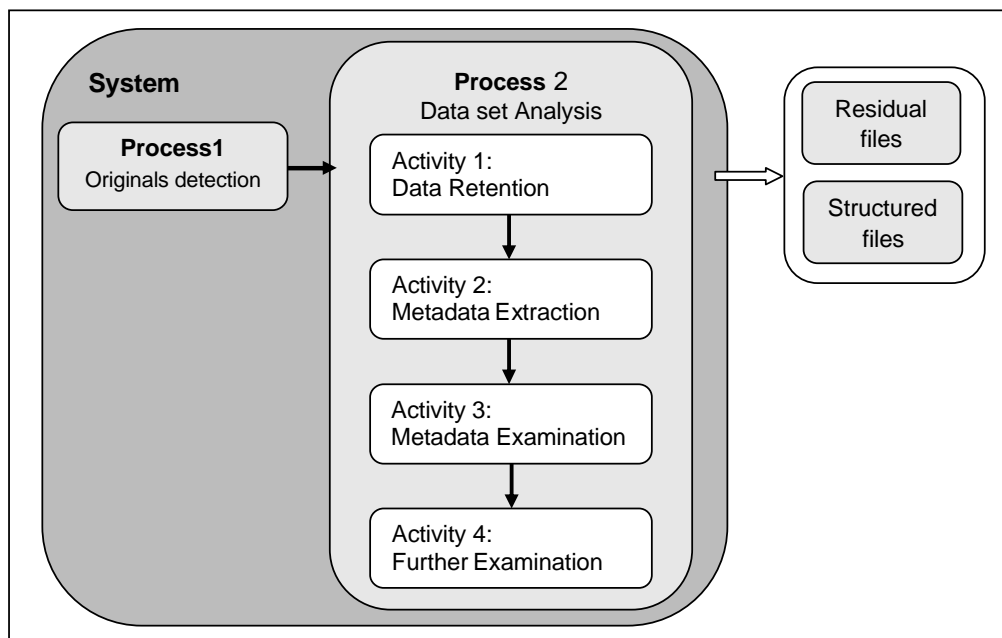 System
Process1
Originals detection
Process 2
Data set Analysis
Activity 1:
Data Retention
Activity 2:
Metadata Extraction
Activity 3:
Metadata Examination
Activity 4:
Further Examination
Residual
files
Structured
files